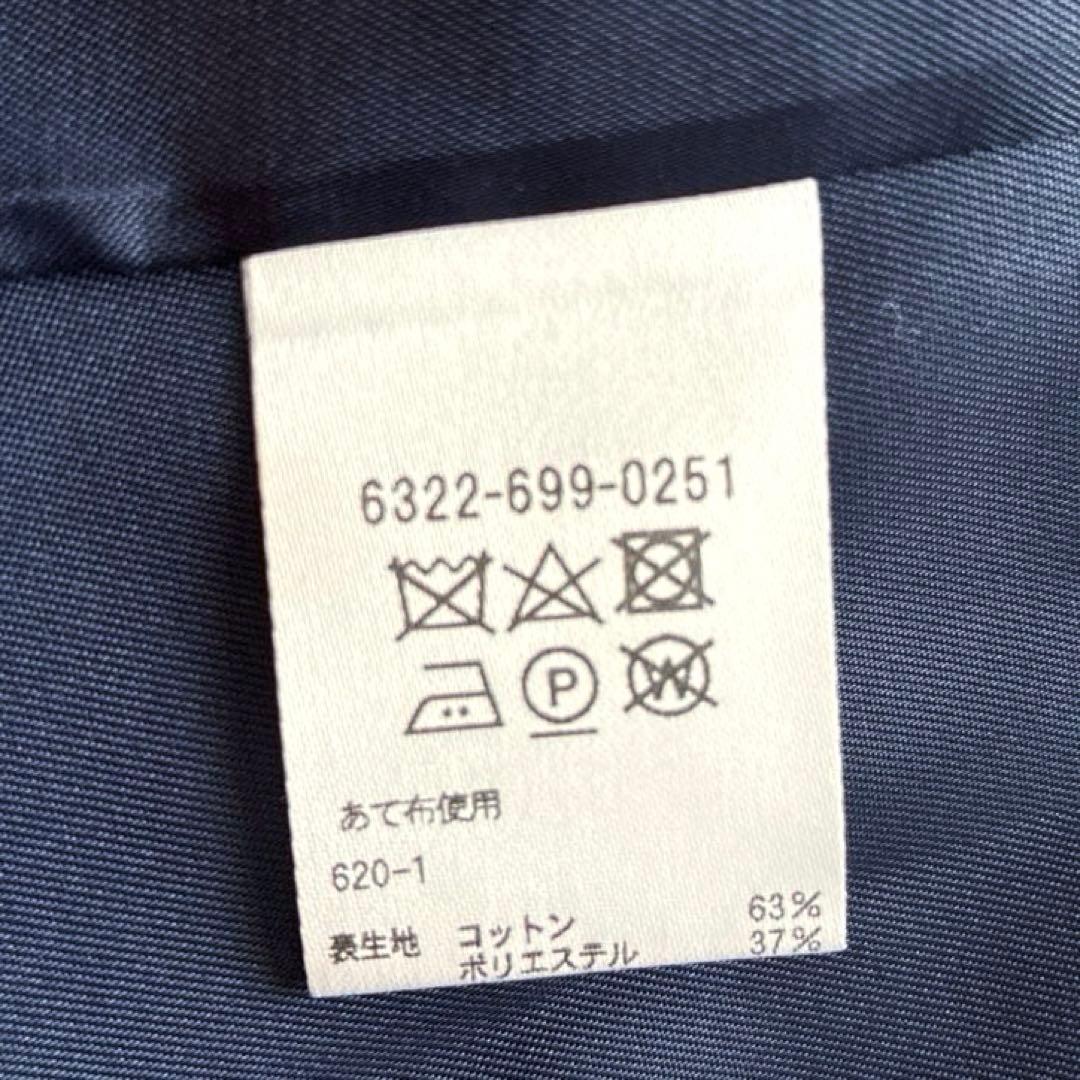 6322-699-0251
P W
あて布使用
620-1
表生地 コットン 63%
ポリエステル 37%